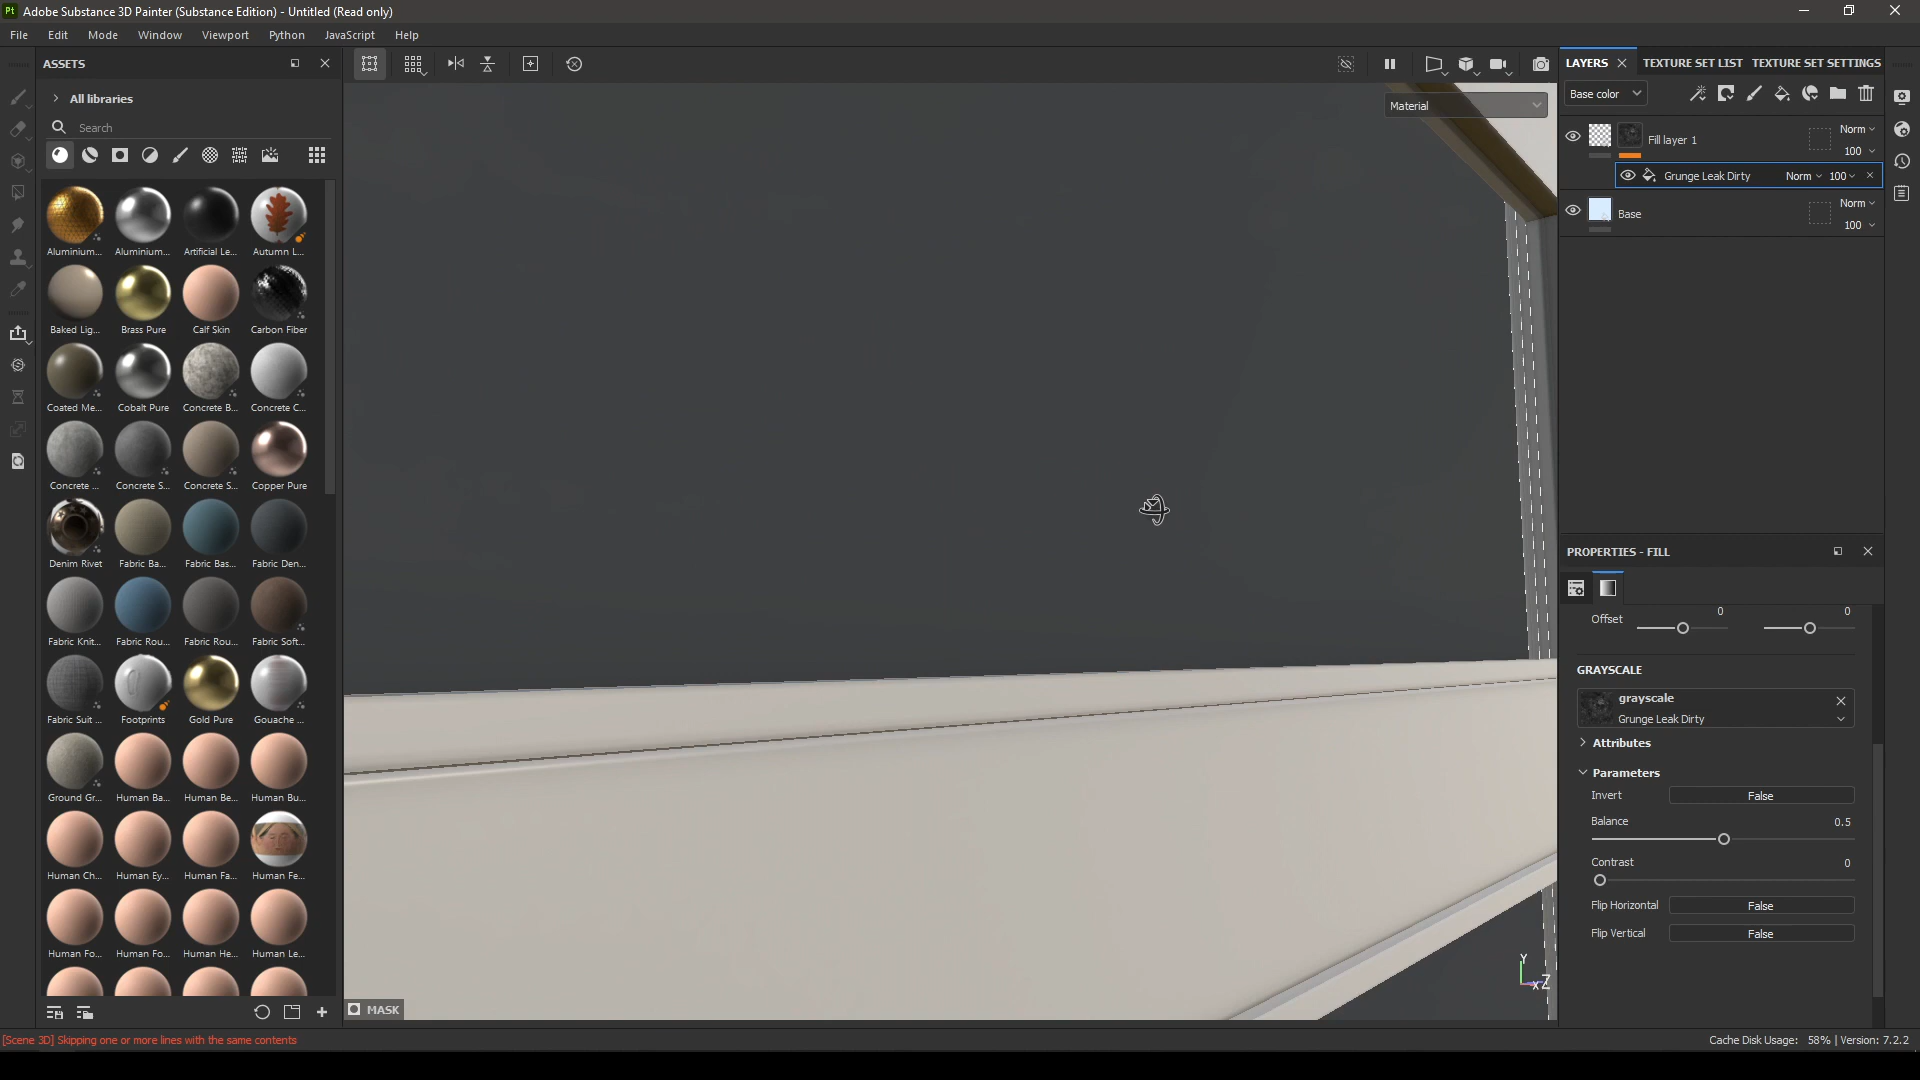 Pt Adobe Substance 3D Painter (Substance Edition) - Untitled (Read only)
File Edit Mode Window Viewport Python JavaScript Help
ASSETS
All libraries
Search
Aluminium... Aluminium... Artificial Le... Autumn L...
Baked Lig... Brass Pure Calf Skin Carbon Fiber
Coated Me... Cobalt Pure Concrete B... Concrete C...
Concrete ... Concrete S... Concrete S... Copper Pure
Denim Rivet Fabric Ba... Fabric Bas... Fabric Den...
Fabric Knit... Fabric Rou... Fabric Rou... Fabric Soft...
Fabric Suit ... Footprints Gold Pure Gouache ...
Ground Gr... Human Ba... Human Be... Human Bu...
Human Ch... Human Ey... Human Fa... Human Fe...
Human Fo... Human Fo... Human He... Human Le...
Material
MASK
Y
X Z
LAYERS TEXTURE SET LIST TEXTURE SET SETTINGS
Base color
Fill layer 1 Norm
100
Grunge Leak Dirty Norm 100
Base Norm
100
PROPERTIES - FILL
Offset 0 0
GRAYSCALE
grayscale
Grunge Leak Dirty
Attributes
Parameters
Invert False
Balance 0.5
Contrast 0
Flip Horizontal False
Flip Vertical False
[Scene 3D] Skipping one or more lines with the same contents
Cache Disk Usage: 58% | Version: 7.2.2